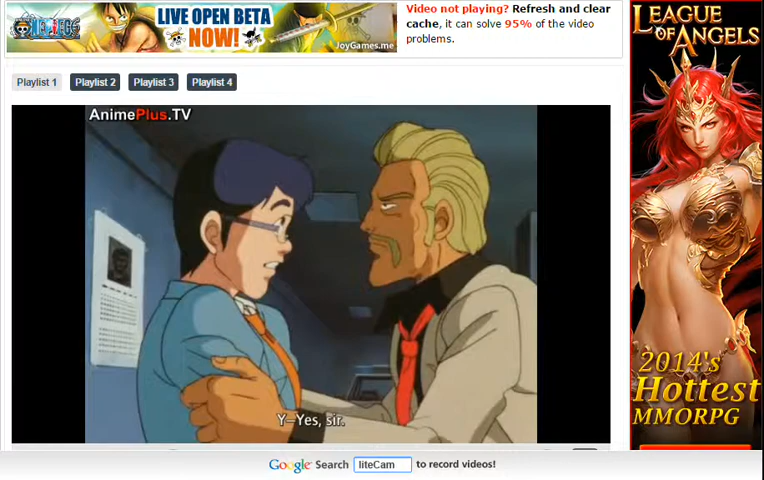 ONE PIECE
LIVE OPEN BETA
NOW!
JoyGames.me
Video not playing? Refresh and clear
cache, it can solve 95% of the video
problems.
LEAGUE
OF ANGELS
Playlist 1
Playlist 2
Playlist 3
Playlist 4
AnimePlus.TV
Y–Yes, sir.
2014's
Hottest
MMORPG
Google Search liteCam to record videos!